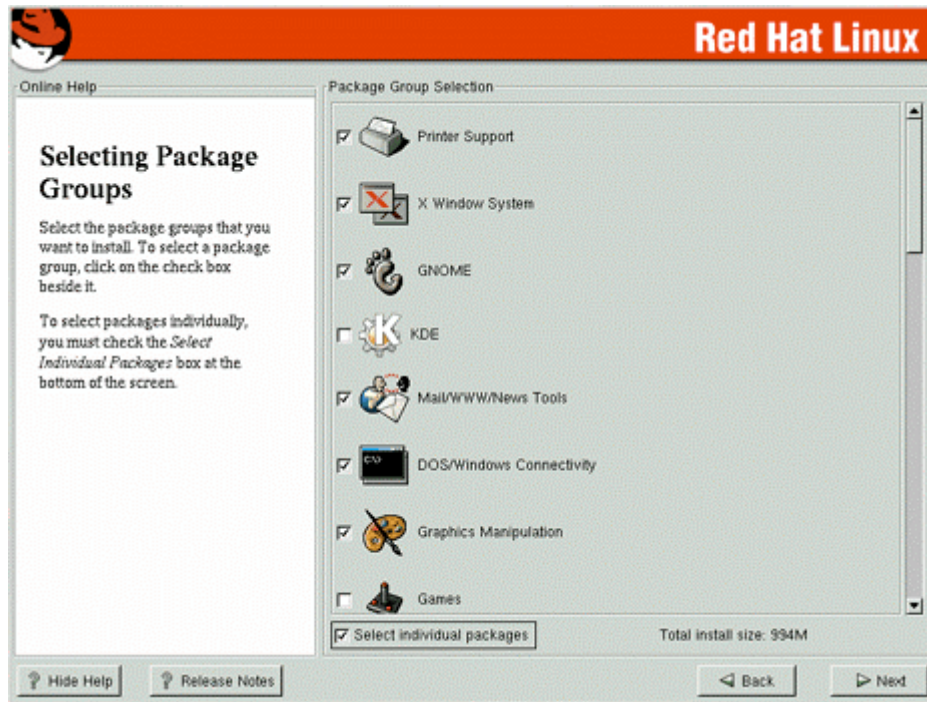 Red Hat Linux
Online Help
Selecting Package
Groups
Select the package groups that you
want to install. To select a package
group, click on the check box
beside it.
To select packages individually,
you must check the Select
Individual Packages box at the
bottom of the screen.
Package Group Selection
Printer Support
X Window System
GNOME
K
KDE
Mail/WWW/News Tools
C:\>
DOS/Windows Connectivity
Graphics Manipulation
Games
Select individual packages
Total install size: 994M
? Hide Help
? Release Notes
Back
Next